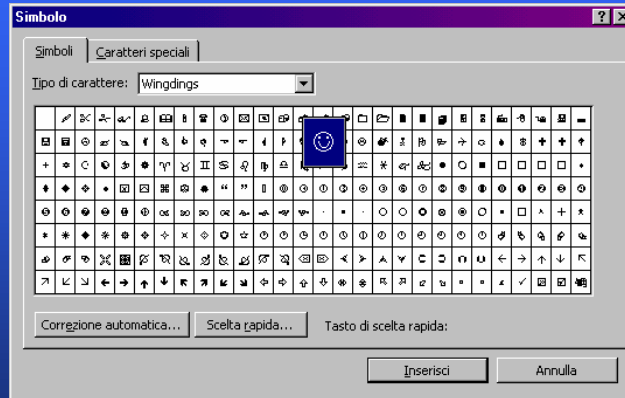 Simbolo
Simboli
Caratteri speciali
Tipo di carattere: Wingdings
Correzione automatica... Scelta rapida... Tasto di scelta rapida:
Inserisci Annulla